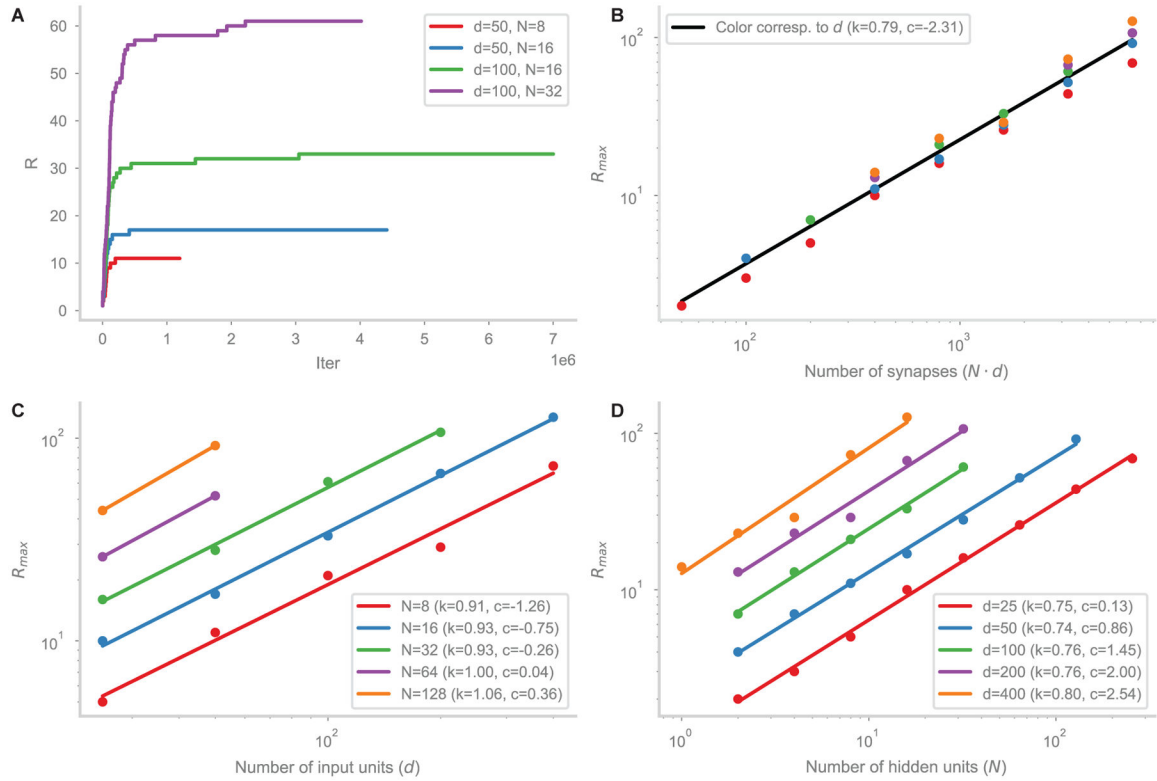 A
60
50
40
30
20
10
0
R
0
1
2
3
4
5
6
7
1e6
Iter
d=50, N=8
d=50, N=16
d=100, N=16
d=100, N=32
B
Color corresp. to d (k=0.79, c=-2.31)
10²
10¹
Rmax
10²
10³
Number of synapses (N · d)
C
10²
10¹
Rmax
10²
Number of input units (d)
N=8 (k=0.91, c=-1.26)
N=16 (k=0.93, c=-0.75)
N=32 (k=0.93, c=-0.26)
N=64 (k=1.00, c=0.04)
N=128 (k=1.06, c=0.36)
D
10²
10¹
Rmax
10⁰
10¹
10²
Number of hidden units (N)
d=25 (k=0.75, c=0.13)
d=50 (k=0.74, c=0.86)
d=100 (k=0.76, c=1.45)
d=200 (k=0.76, c=2.00)
d=400 (k=0.80, c=2.54)